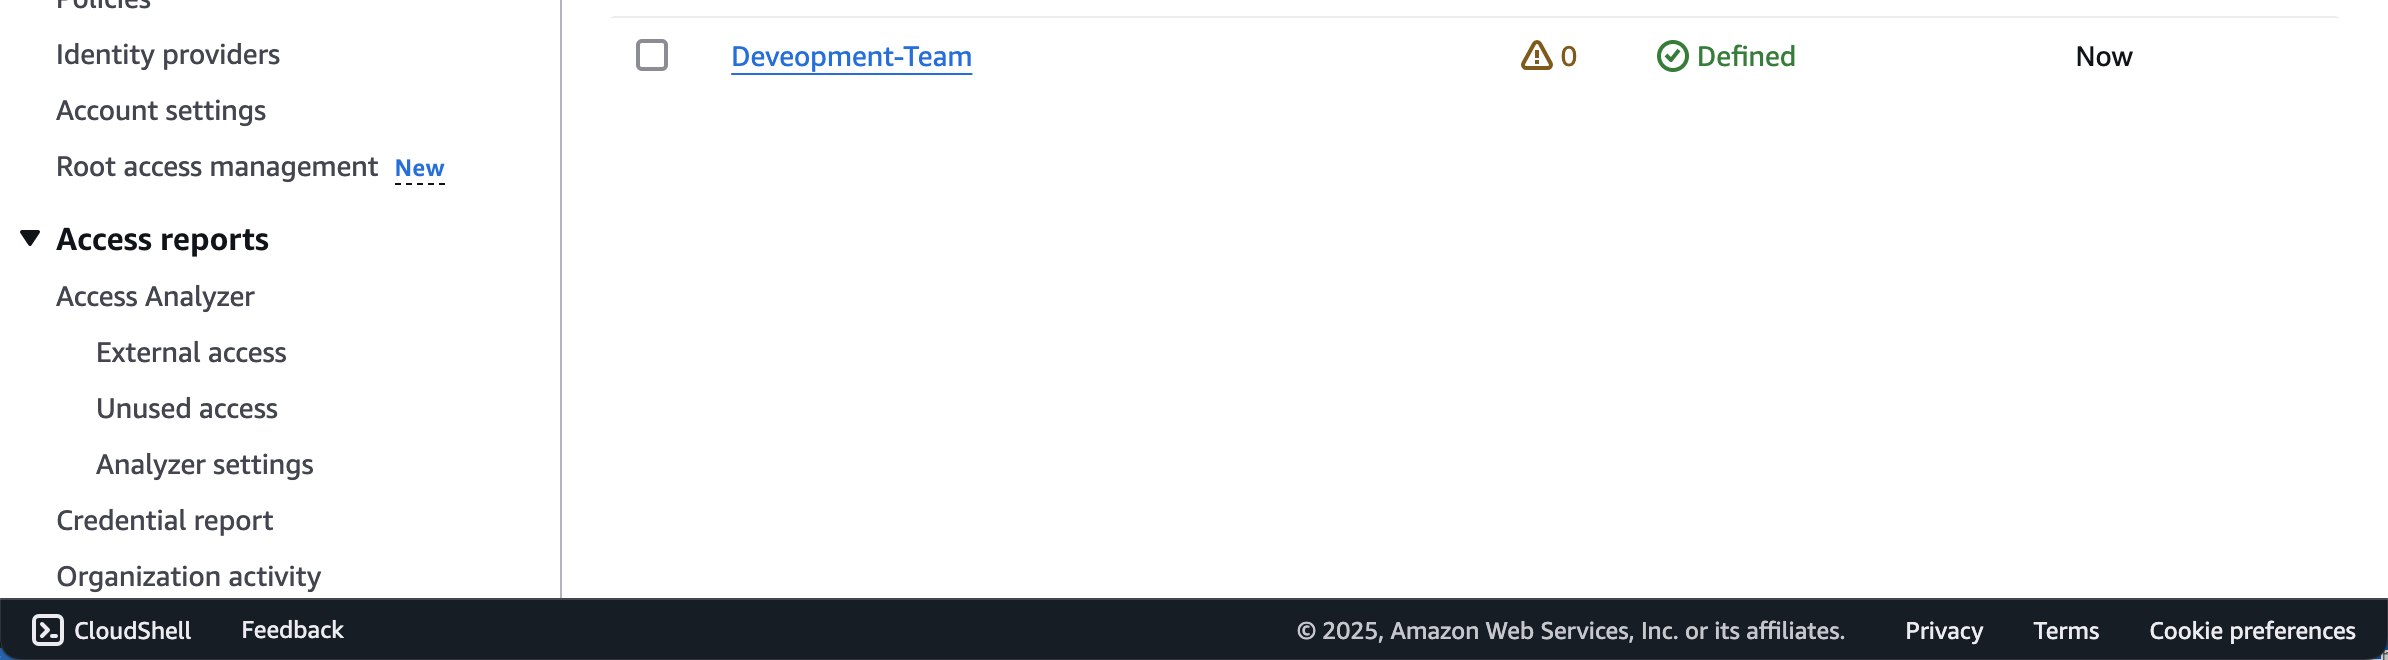 Policies
Identity providers
Account settings
Root access management New
Access reports
Access Analyzer
External access
Unused access
Analyzer settings
Credential report
Organization activity
Deveopment-Team 0 Defined Now
CloudShell Feedback © 2025, Amazon Web Services, Inc. or its affiliates. Privacy Terms Cookie preferences